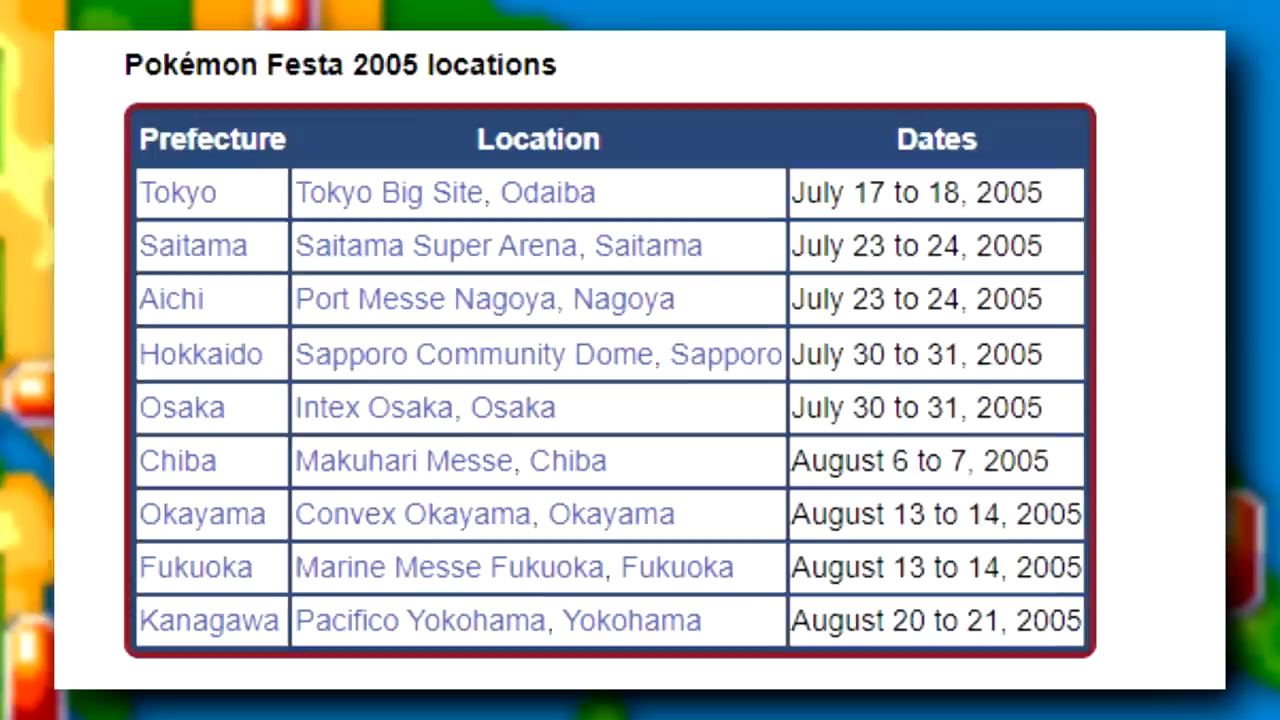 Pokémon Festa 2005 locations
Prefecture Location Dates
Tokyo Tokyo Big Site, Odaiba July 17 to 18, 2005
Saitama Saitama Super Arena, Saitama July 23 to 24, 2005
Aichi Port Messe Nagoya, Nagoya July 23 to 24, 2005
Hokkaido Sapporo Community Dome, Sapporo July 30 to 31, 2005
Osaka Intex Osaka, Osaka July 30 to 31, 2005
Chiba Makuhari Messe, Chiba August 6 to 7, 2005
Okayama Convex Okayama, Okayama August 13 to 14, 2005
Fukuoka Marine Messe Fukuoka, Fukuoka August 13 to 14, 2005
Kanagawa Pacifico Yokohama, Yokohama August 20 to 21, 2005